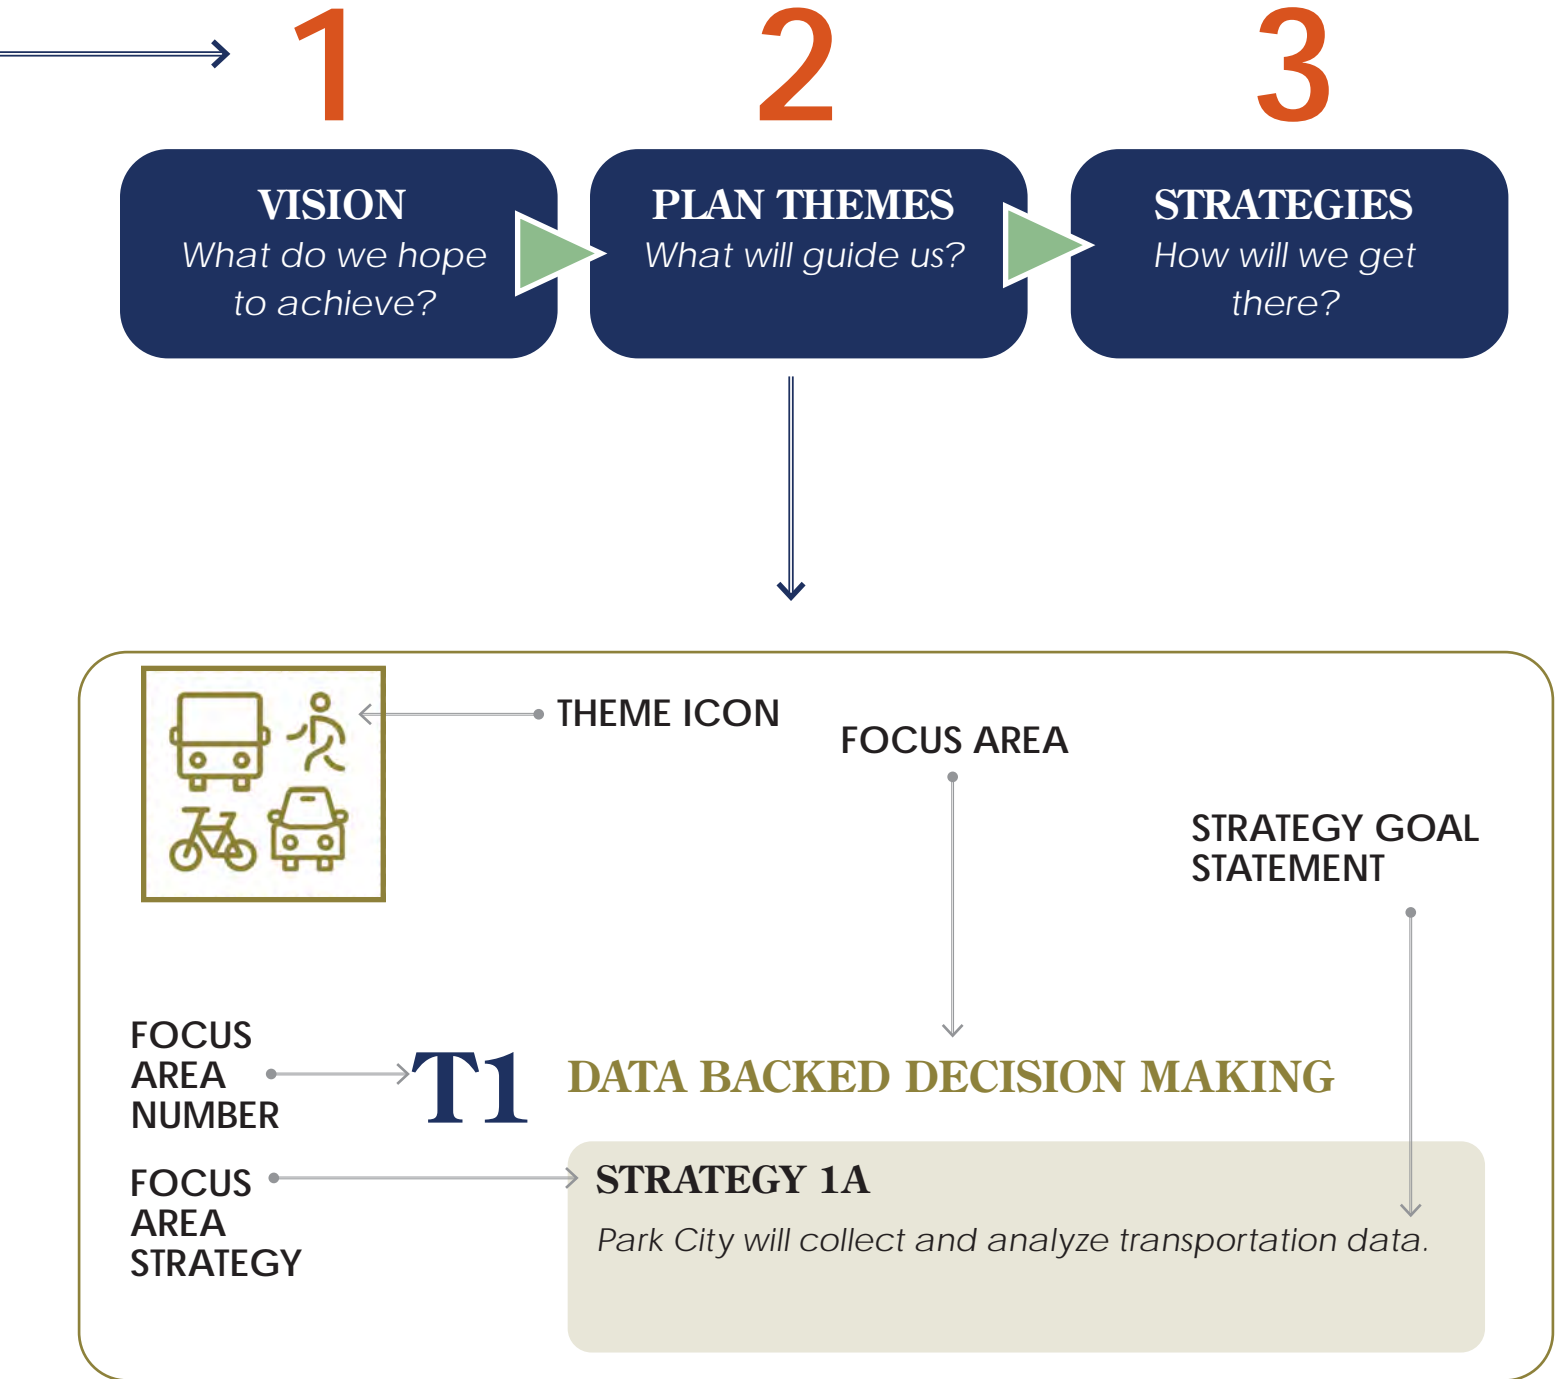 1
2
3
VISION
What do we hope
to achieve?
PLAN THEMES
What will guide us?
STRATEGIES
How will we get
there?
THEME ICON
FOCUS AREA
STRATEGY GOAL
STATEMENT
FOCUS
AREA
NUMBER
T1
DATA BACKED DECISION MAKING
FOCUS
AREA
STRATEGY
STRATEGY 1A
Park City will collect and analyze transportation data.